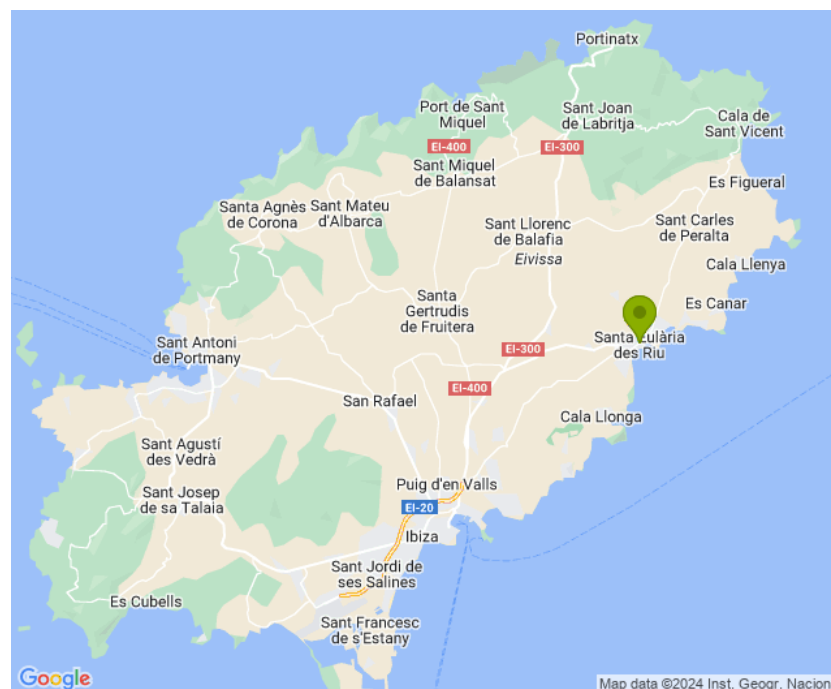 Portinatx
Port de Sant
Miquel
Sant Joan
de Labritja
Cala de
Sant Vicent
EI-400
EI-300
Sant Miquel
de Balansat
Es Figueral
Santa Agnès
de Corona
Sant Mateu
d'Albarca
Sant Llorenc
de Balafia
Eivissa
Sant Carles
de Peralta
Cala Llenya
Santa
Gertrudis
de Fruitera
Es Canar
Santa Eulària
des Riu
Sant Antoni
de Portmany
EI-300
EI-400
San Rafael
Cala Llonga
Sant Agustí
des Vedrà
Puig d'en Valls
Sant Josep
de sa Talaia
EI-20
Ibiza
Sant Jordi de
ses Salines
Es Cubells
Sant Francesc
de s'Estany
Google
Map data ©2024 Inst. Geogr. Nacion